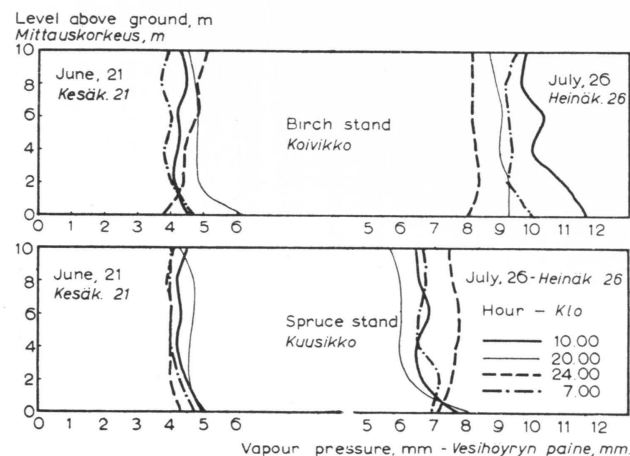 Level above ground, m
Mittauskorkeus, m
10
8
6
4
2
0
June, 21
Kesäk. 21
Birch stand
Koivikko
July, 26
Heinäk. 26
0 1 2 3 4 5 6 5 6 7 8 9 10 11 12
10
8
6
4
2
0
June, 21
Kesäk. 21
Spruce stand
Kuusikko
July, 26 - Heinäk 26
Hour - Klo
10.00
20.00
24.00
7.00
0 1 2 3 4 5 6 5 6 7 8 9 10 11 12
Vapour pressure, mm - Vesihöyryn paine, mm.